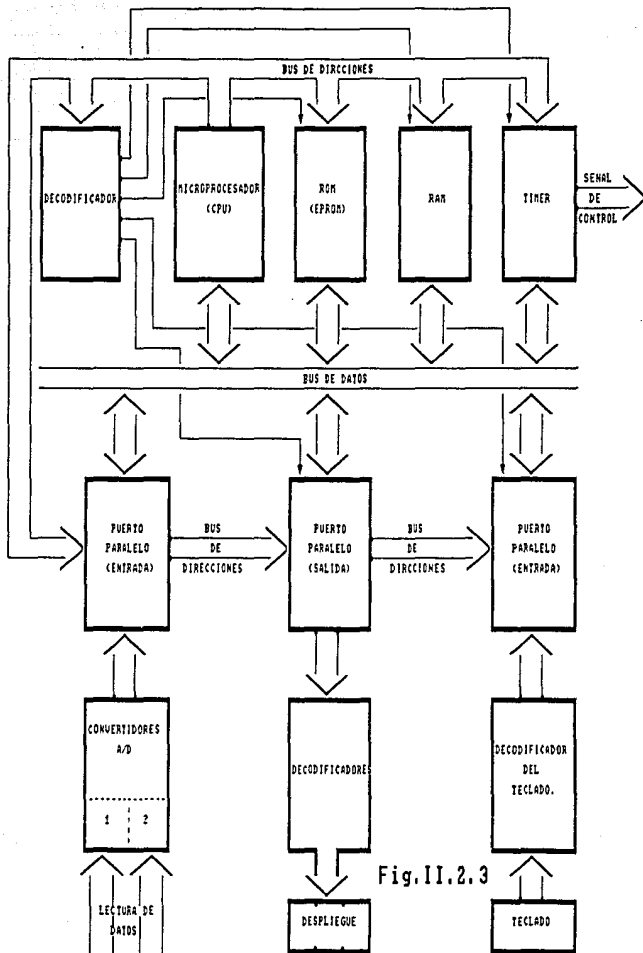 BUS DE DIRCCIONES
DECODIFICADOR
MICROPROCESADOR
(CPU)
ROM
(EPROM)
RAM
TIMER
SENAL
DE
CONTROL
BUS DE DATOS
PUERTO
PARALELO
(ENTRADA)
BUS
DE
DIRECCIONES
PUERTO
PARALELO
(SALIDA)
BUS
DE
DIRCCIONES
PUERTO
PARALELO
(ENTRADA)
CONVERTIDORES
A/D
1 2
DECODIFICADORES
DECODIFICADOR
DEL
TECLADO.
Fig.II.2.3
LECTURA DE
DATOS
DESPLIEGUE
TECLADO